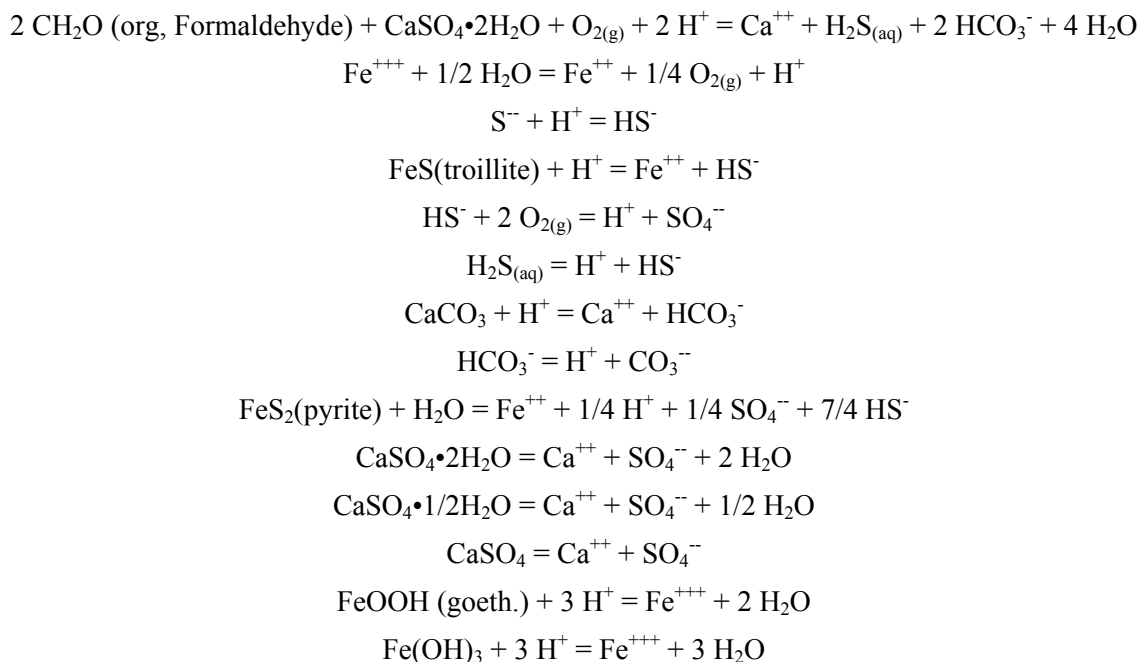 2 CH₂O (org, Formaldehyde) + CaSO₄•2H₂O + O₂₍g₎ + 2 H⁺ = Ca⁺⁺ + H₂S₍aq₎ + 2 HCO₃⁻ + 4 H₂O
Fe⁺⁺⁺ + 1/2 H₂O = Fe⁺⁺ + 1/4 O₂₍g₎ + H⁺
S⁻⁻ + H⁺ = HS⁻
FeS(troillite) + H⁺ = Fe⁺⁺ + HS⁻
HS⁻ + 2 O₂₍g₎ = H⁺ + SO₄⁻⁻
H₂S₍aq₎ = H⁺ + HS⁻
CaCO₃ + H⁺ = Ca⁺⁺ + HCO₃⁻
HCO₃⁻ = H⁺ + CO₃⁻⁻
FeS₂(pyrite) + H₂O = Fe⁺⁺ + 1/4 H⁺ + 1/4 SO₄⁻⁻ + 7/4 HS⁻
CaSO₄•2H₂O = Ca⁺⁺ + SO₄⁻⁻ + 2 H₂O
CaSO₄•1/2H₂O = Ca⁺⁺ + SO₄⁻⁻ + 1/2 H₂O
CaSO₄ = Ca⁺⁺ + SO₄⁻⁻
FeOOH (goeth.) + 3 H⁺ = Fe⁺⁺⁺ + 2 H₂O
Fe(OH)₃ + 3 H⁺ = Fe⁺⁺⁺ + 3 H₂O